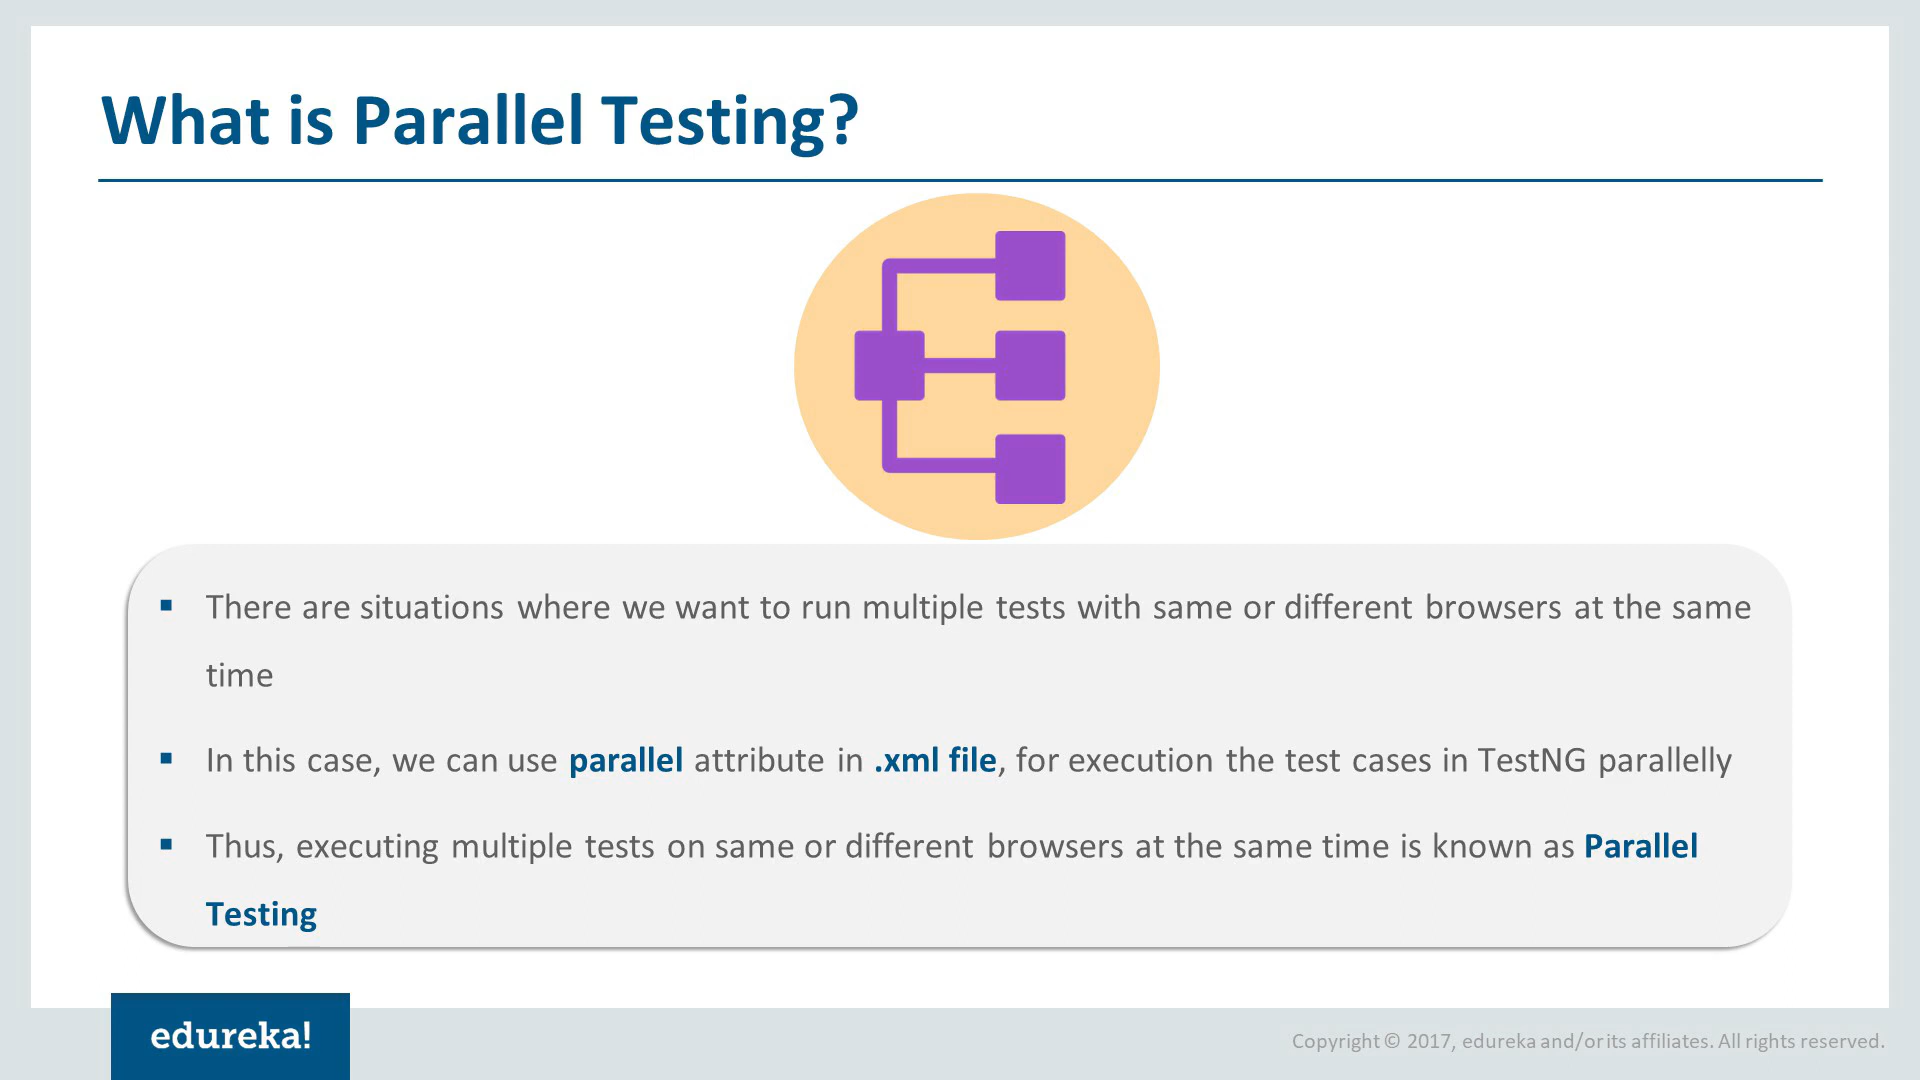 What is Parallel Testing?
▪ There are situations where we want to run multiple tests with same or different browsers at the same
time
▪ In this case, we can use parallel attribute in .xml file, for execution the test cases in TestNG parallelly
▪ Thus, executing multiple tests on same or different browsers at the same time is known as Parallel
Testing
edureka!
Copyright © 2017, edureka and/or its affiliates. All rights reserved.